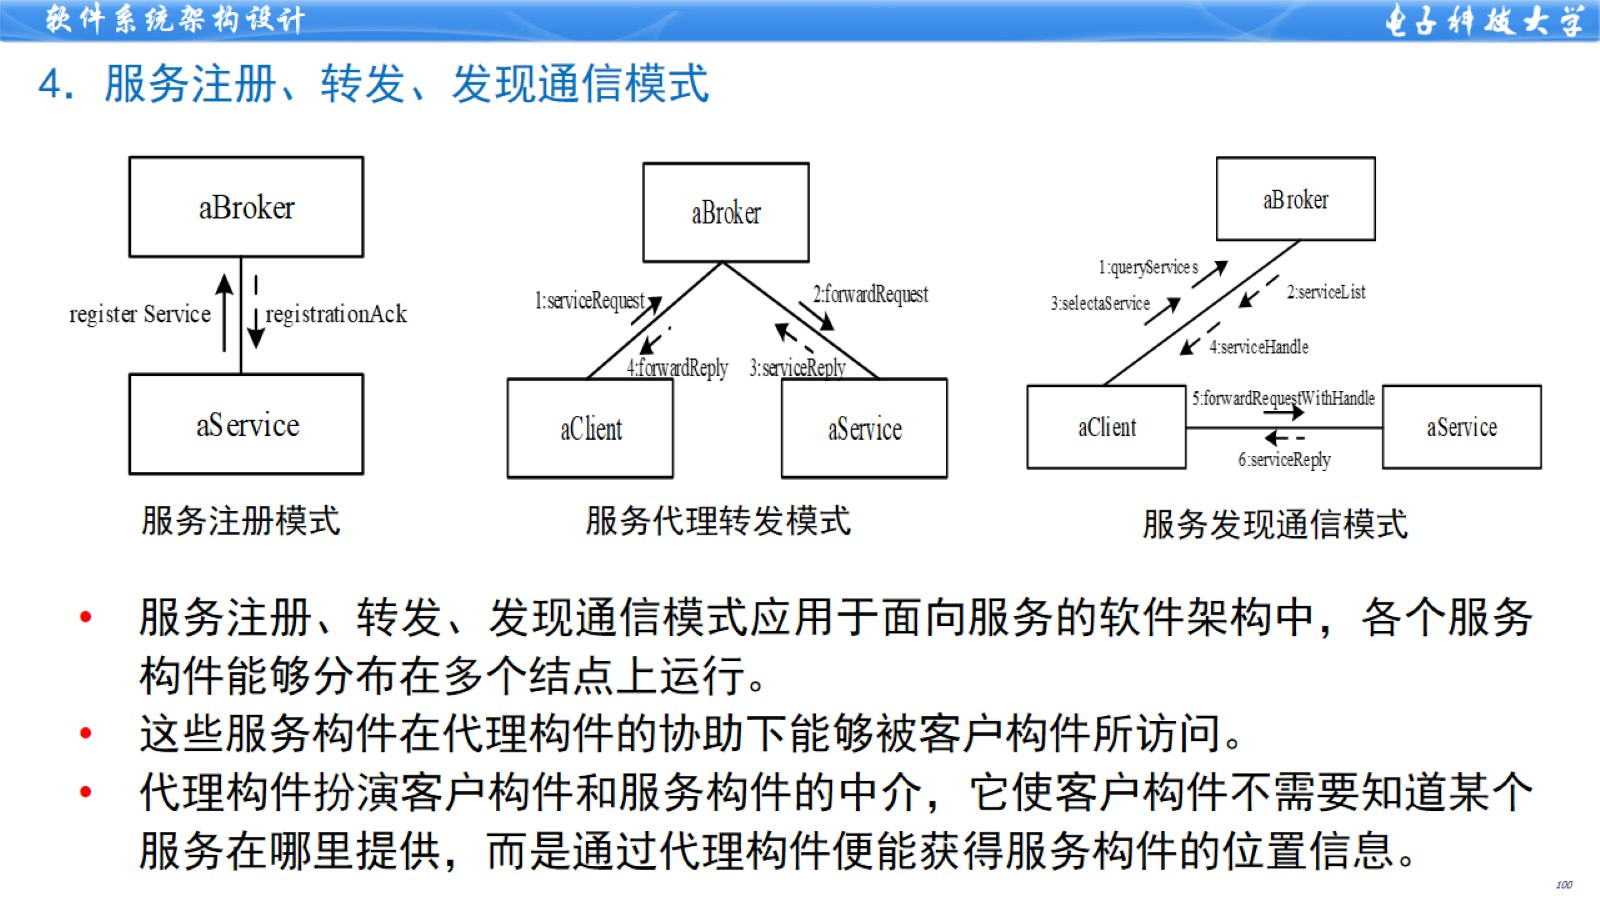 软件系统架构设计
电子科技大学
4. 服务注册、转发、发现通信模式
aBroker
register Service
registrationAck
aService
服务注册模式
aBroker
1:serviceRequest
2:forwardRequest
4:forwardReply
3:serviceReply
aClient
aService
服务代理转发模式
aBroker
1:queryServices
3:selectaService
2:serviceList
4:serviceHandle
5:forwardRequestWithHandle
aClient
aService
6:serviceReply
服务发现通信模式
• 服务注册、转发、发现通信模式应用于面向服务的软件架构中，各个服务
构件能够分布在多个结点上运行。
• 这些服务构件在代理构件的协助下能够被客户构件所访问。
• 代理构件扮演客户构件和服务构件的中介，它使客户构件不需要知道某个
服务在哪里提供，而是通过代理构件便能获得服务构件的位置信息。
100